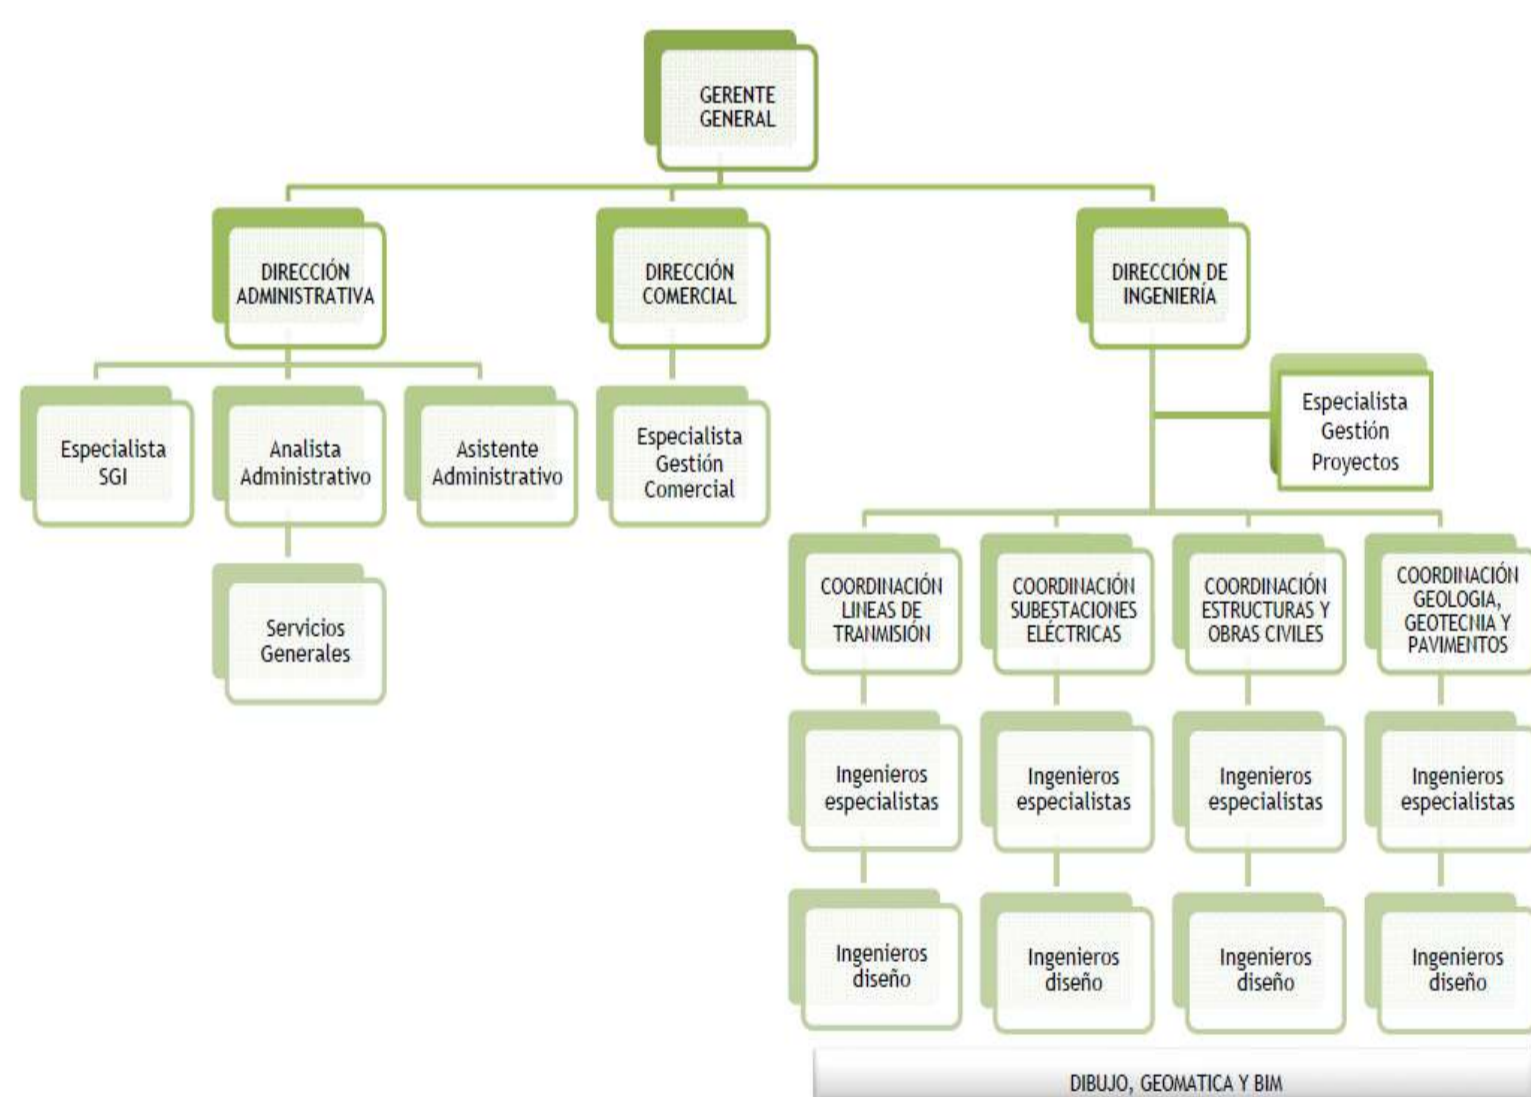 GERENTE
GENERAL
DIRECCIÓN
ADMINISTRATIVA
DIRECCIÓN
COMERCIAL
DIRECCIÓN DE
INGENIERÍA
Especialista
Gestión
Proyectos
Especialista
SGI
Analista
Administrativo
Asistente
Administrativo
Especialista
Gestión
Comercial
Servicios
Generales
COORDINACIÓN
LINEAS DE
TRANMISIÓN
COORDINACIÓN
SUBESTACIONES
ELÉCTRICAS
COORDINACIÓN
ESTRUCTURAS Y
OBRAS CIVILES
COORDINACIÓN
GEOLOGIA,
GEOTECNIA Y
PAVIMENTOS
Ingenieros
especialistas
Ingenieros
especialistas
Ingenieros
especialistas
Ingenieros
especialistas
Ingenieros
diseño
Ingenieros
diseño
Ingenieros
diseño
Ingenieros
diseño
DIBUJO, GEOMATICA Y BIM